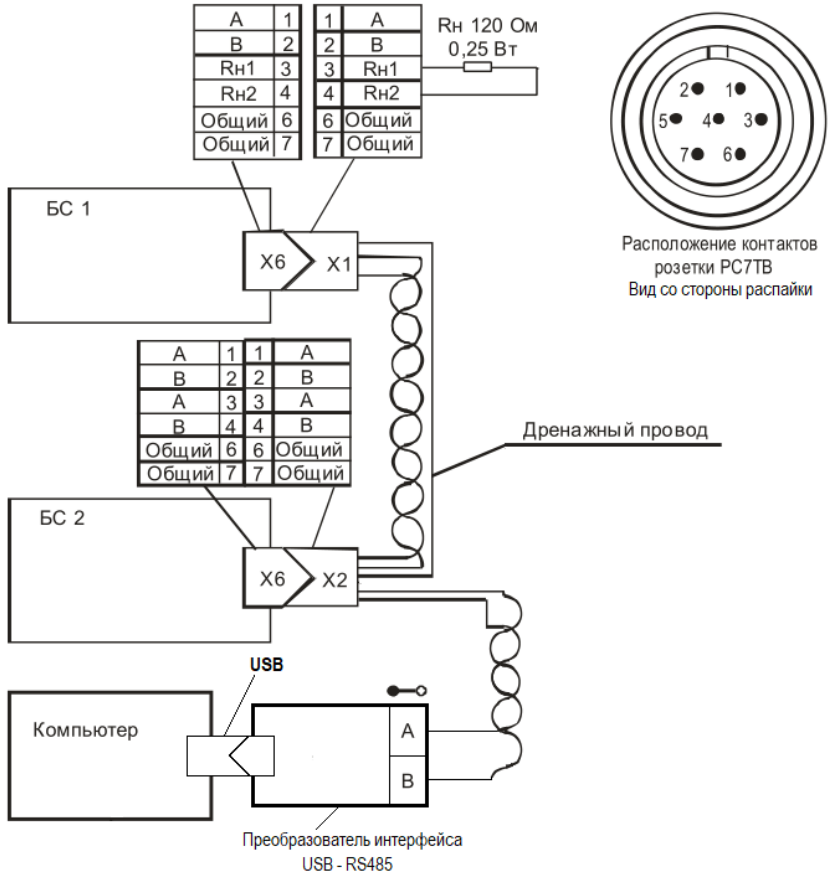 А 1 1 А
В 2 2 В
Rн1 3 3 Rн1
Rн2 4 4 Rн2
Общий 6 6 Общий
Общий 7 7 Общий
Rн 120 Ом
0,25 Вт
2 1
5 4 3
7 6
Расположение контактов
розетки РС7ТВ
Вид со стороны распайки
БС 1
Х6 Х1
А 1 1 А
В 2 2 В
А 3 3 А
В 4 4 В
Общий 6 6 Общий
Общий 7 7 Общий
Дренажный провод
БС 2
Х6 Х2
USB
Компьютер
А
В
Преобразователь интерфейса
USB - RS485